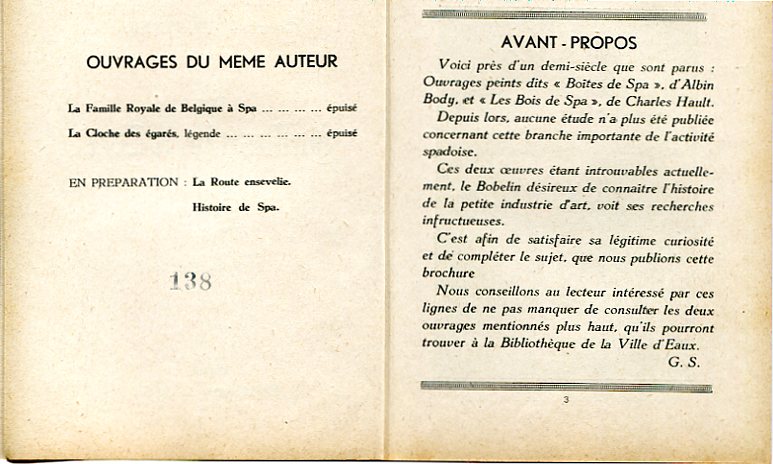 OUVRAGES DU MEME AUTEUR
La Famille Royale de Belgique à Spa ... ... ... ... épuisé
La Cloche des égarés, légende ... ... ... ... ... épuisé
EN PREPARATION : La Route ensevelie.
Histoire de Spa.
138
AVANT - PROPOS
Voici près d'un demi-siècle que sont parus :
Ouvrages peints dits « Boîtes de Spa », d'Albin
Body, et « Les Bois de Spa », de Charles Hault.
Depuis lors, aucune étude n'a plus été publiée
concernant cette branche importante de l'activité
spadoise.
Ces deux œuvres étant introuvables actuelle-
ment, le Bobelin désireux de connaître l'histoire
de la petite industrie d'art, voit ses recherches
infructueuses.
C'est afin de satisfaire sa légitime curiosité
et de compléter le sujet, que nous publions cette
brochure
Nous conseillons au lecteur intéressé par ces
lignes de ne pas manquer de consulter les deux
ouvrages mentionnés plus haut, qu'ils pourront
trouver à la Bibliothèque de la Ville d'Eaux.
G. S.
3